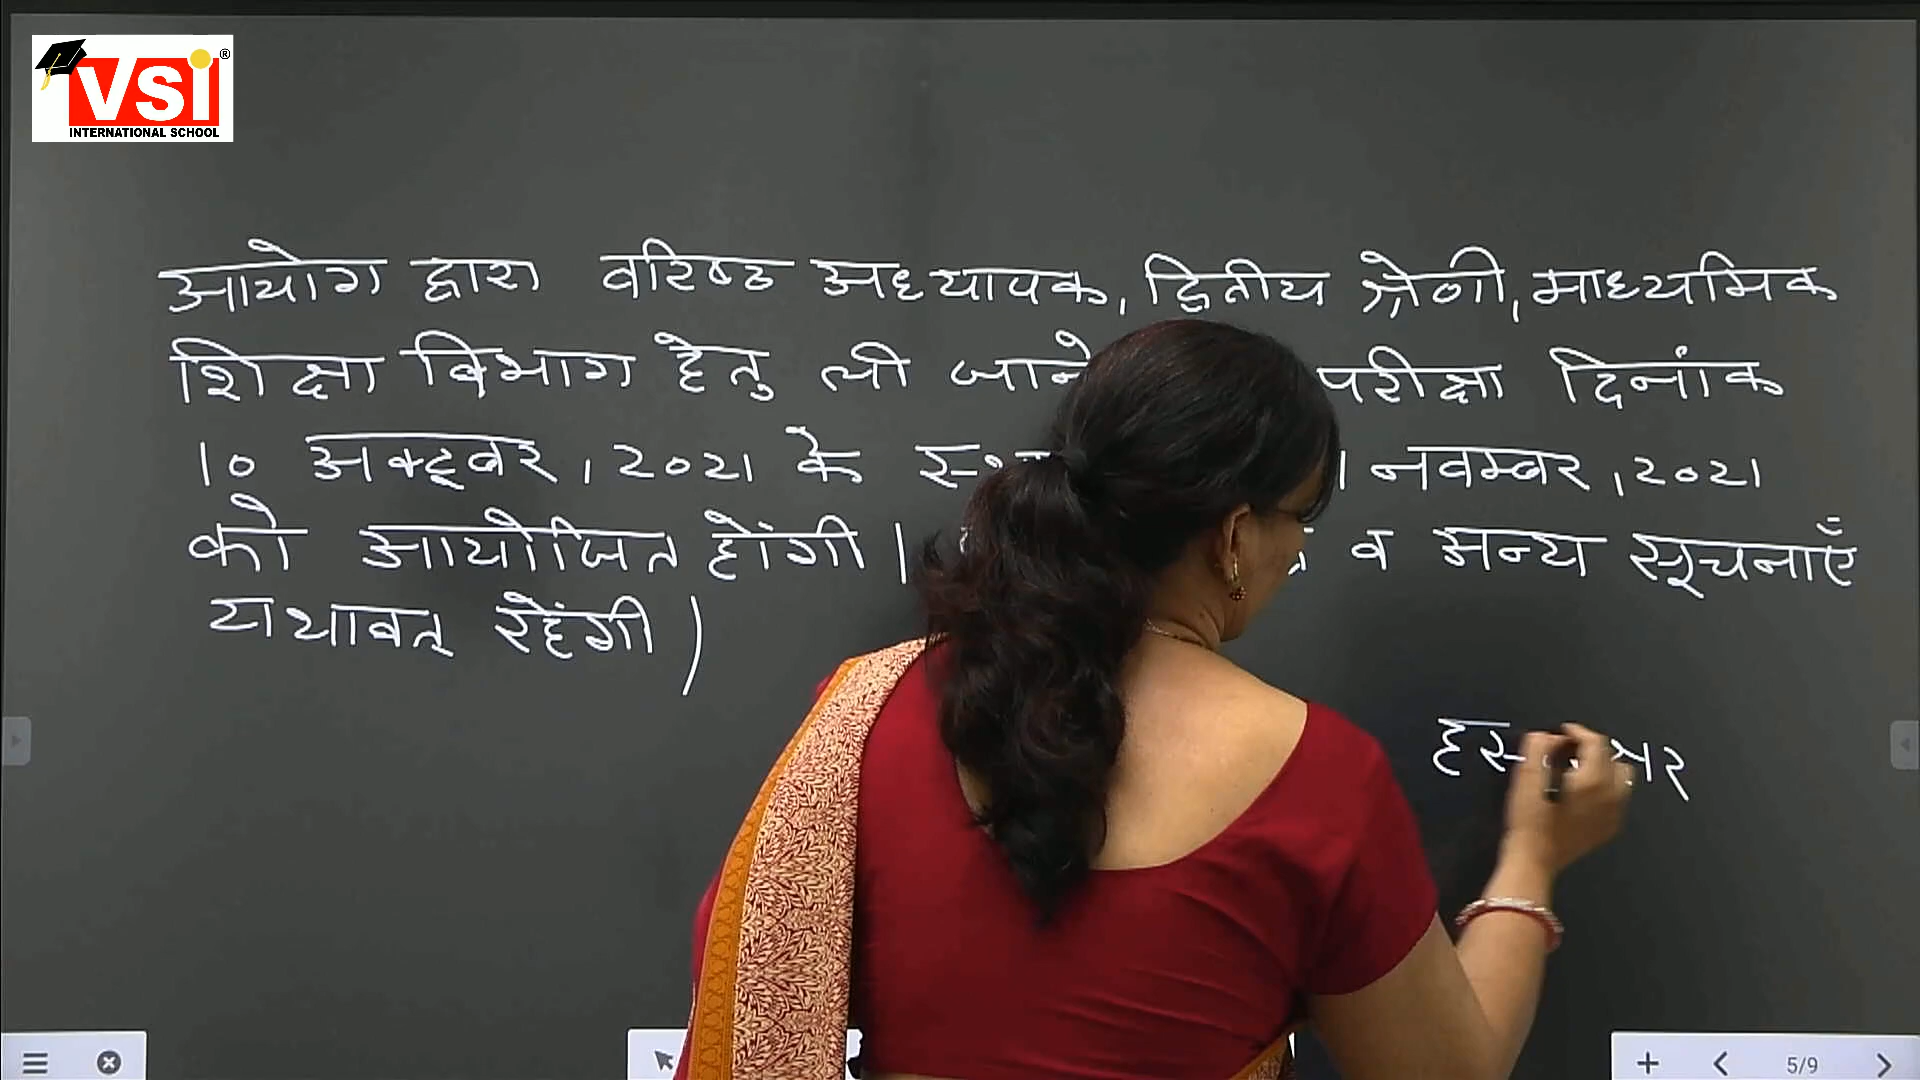 VSI®
INTERNATIONAL SCHOOL
आयोग द्वारा वरिष्ठ अध्यापक, द्वितीय श्रेणी, माध्यमिक
शिक्षा विभाग हेतु ली जाने परीक्षा दिनांक
10 अक्टूबर, 2021 के नवम्बर, 2021
को आयोजित होंगी। व अन्य सूचनाएँ
यथावत् रहेंगी।
5/9